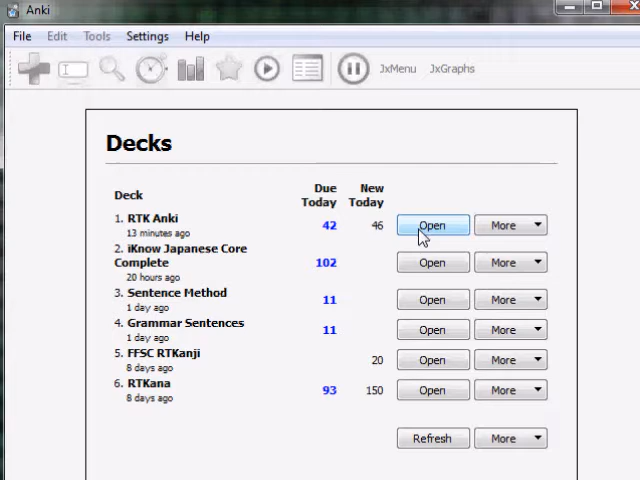 Anki
File Edit Tools Settings Help
JxMenu JxGraphs
Decks
Deck Due Today New Today
1. RTK Anki 42 46 Open More
13 minutes ago
2. iKnow Japanese Core Complete 102 Open More
20 hours ago
3. Sentence Method 11 Open More
1 day ago
4. Grammar Sentences 11 Open More
1 day ago
5. FFSC RTKanji 20 Open More
8 days ago
6. RTKana 93 150 Open More
8 days ago
Refresh More